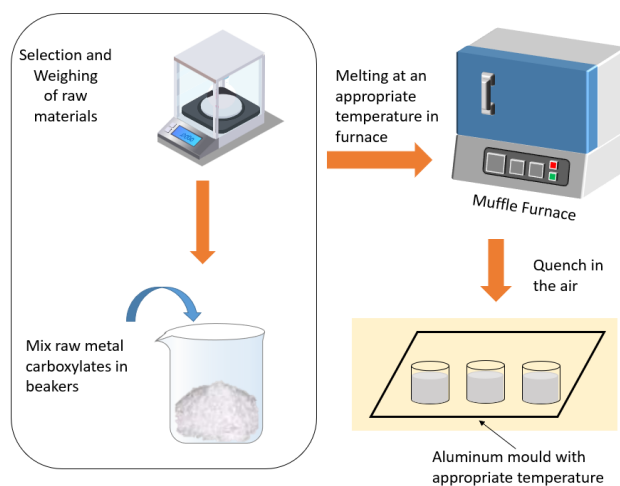 Selection and
Weighing
of raw
materials
Mix raw metal
carboxylates in
beakers
Melting at an
appropriate
temperature in
furnace
Muffle Furnace
Quench in
the air
Aluminum mould with
appropriate temperature